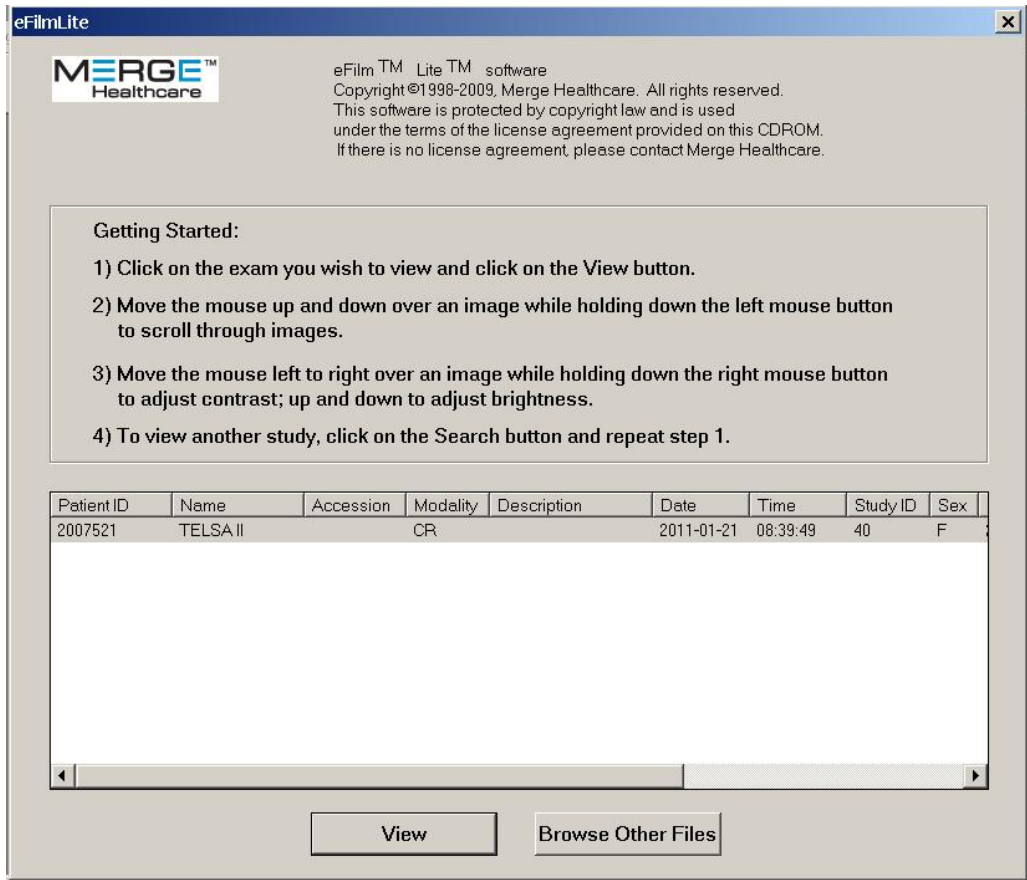 eFilmLite
MERGE™
Healthcare
eFilm TM Lite TM software
Copyright ©1998-2009, Merge Healthcare. All rights reserved.
This software is protected by copyright law and is used
under the terms of the license agreement provided on this CDROM.
If there is no license agreement, please contact Merge Healthcare.
Getting Started:
1) Click on the exam you wish to view and click on the View button.
2) Move the mouse up and down over an image while holding down the left mouse button
to scroll through images.
3) Move the mouse left to right over an image while holding down the right mouse button
to adjust contrast; up and down to adjust brightness.
4) To view another study, click on the Search button and repeat step 1.
Patient ID Name Accession Modality Description Date Time Study ID Sex
2007521 TELSA II CR 2011-01-21 08:39:49 40 F
View Browse Other Files